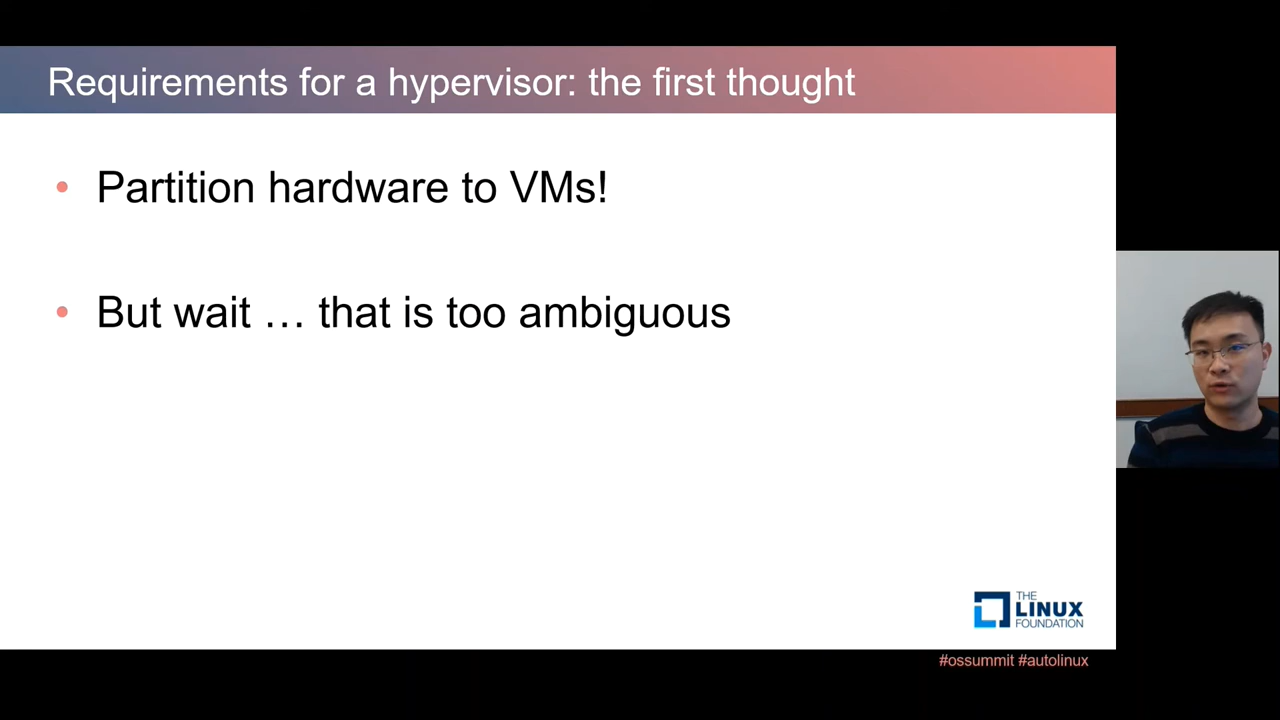 Requirements for a hypervisor: the first thought
• Partition hardware to VMs!
• But wait … that is too ambiguous
THE
LINUX
FOUNDATION
#ossummit #autolinux